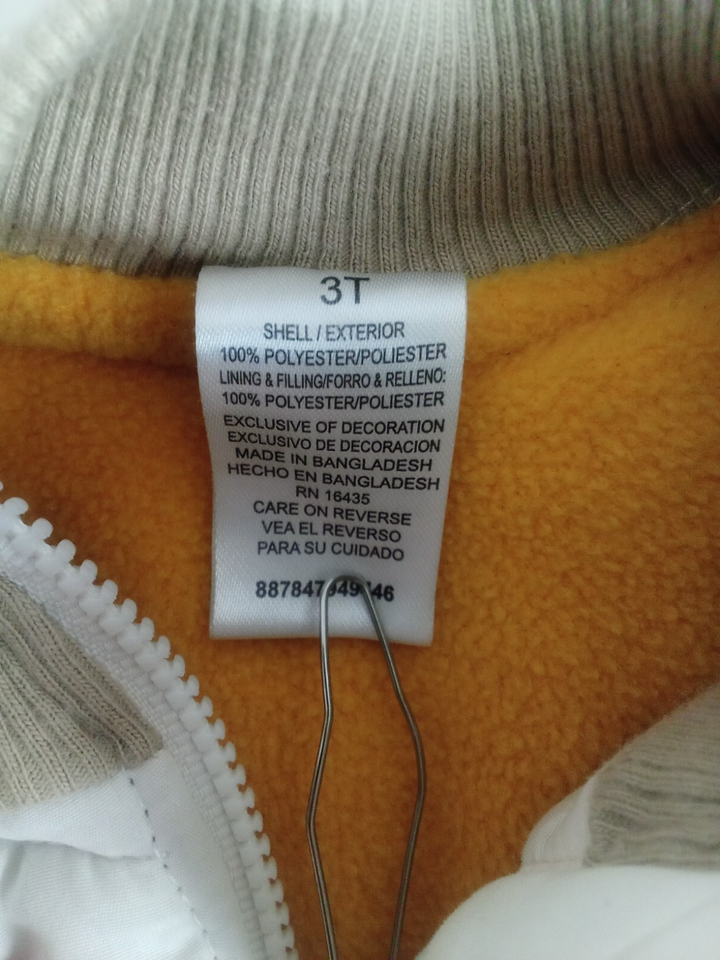 3T
SHELL / EXTERIOR
100% POLYESTER/POLIESTER
LINING & FILLING/FORRO & RELLENO:
100% POLYESTER/POLIESTER
EXCLUSIVE OF DECORATION
EXCLUSIVO DE DECORACION
MADE IN BANGLADESH
HECHO EN BANGLADESH
RN 16435
CARE ON REVERSE
VEA EL REVERSO
PARA SU CUIDADO